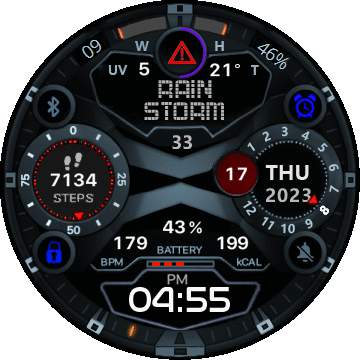 09 W H 46%
UV 5 21° T
RAIN
STORM
33
0
25
50
75
7134
STEPS
1 2 3 4 5 6 7 8 9 10 11 12
17
THU
2023
43%
BATTERY
179
BPM
199
kCAL
PM
04:55